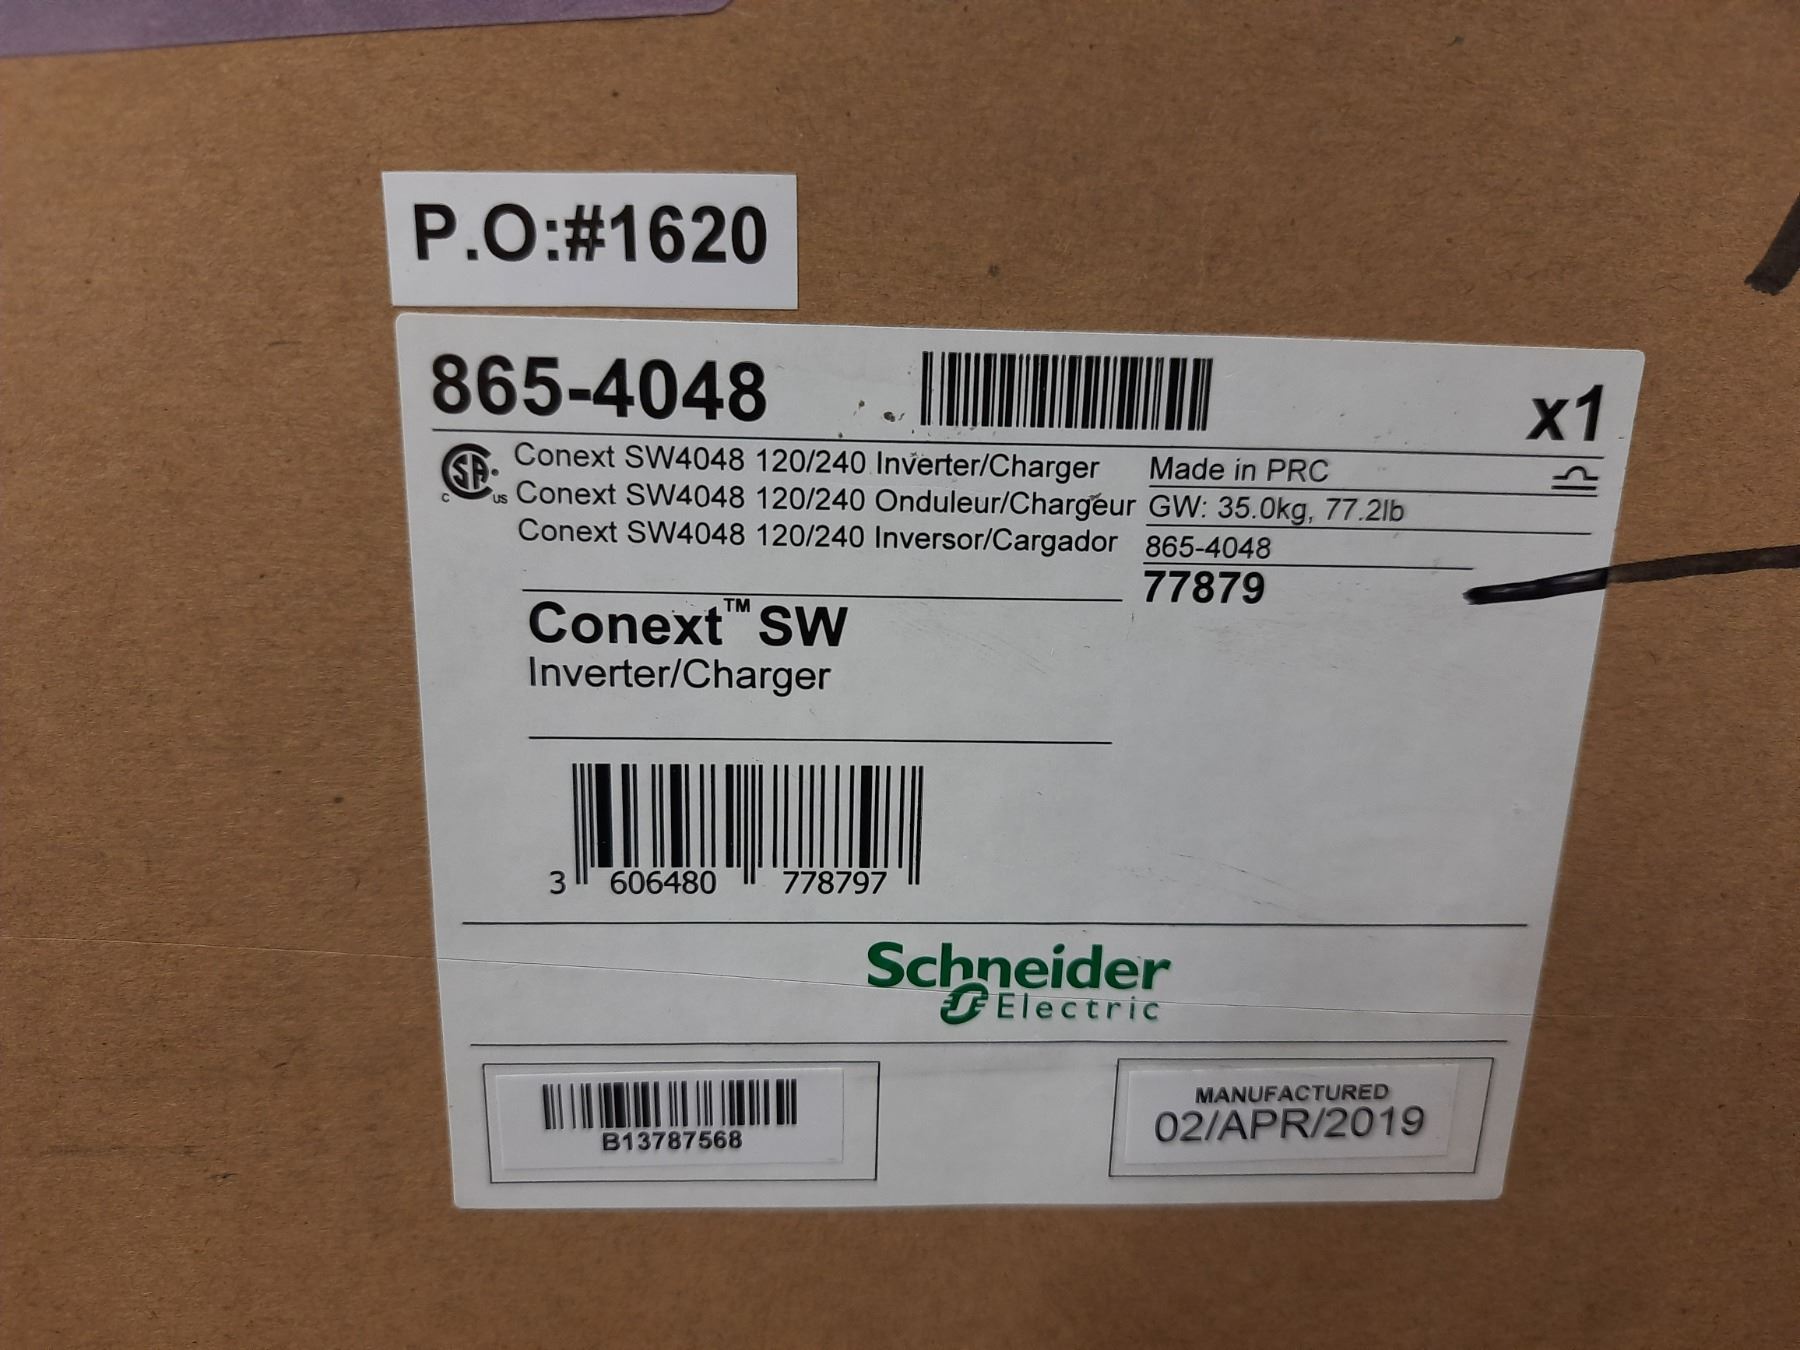 P.O:#1620
865-4048
x1
Conext SW4048 120/240 Inverter/Charger
Conext SW4048 120/240 Onduleur/Chargeur
Conext SW4048 120/240 Inversor/Cargador
CSA
C US
Made in PRC
GW: 35.0kg, 77.2lb
865-4048
77879
Conext™ SW
Inverter/Charger
3 606480 778797
Schneider
Electric
B13787568
MANUFACTURED
02/APR/2019